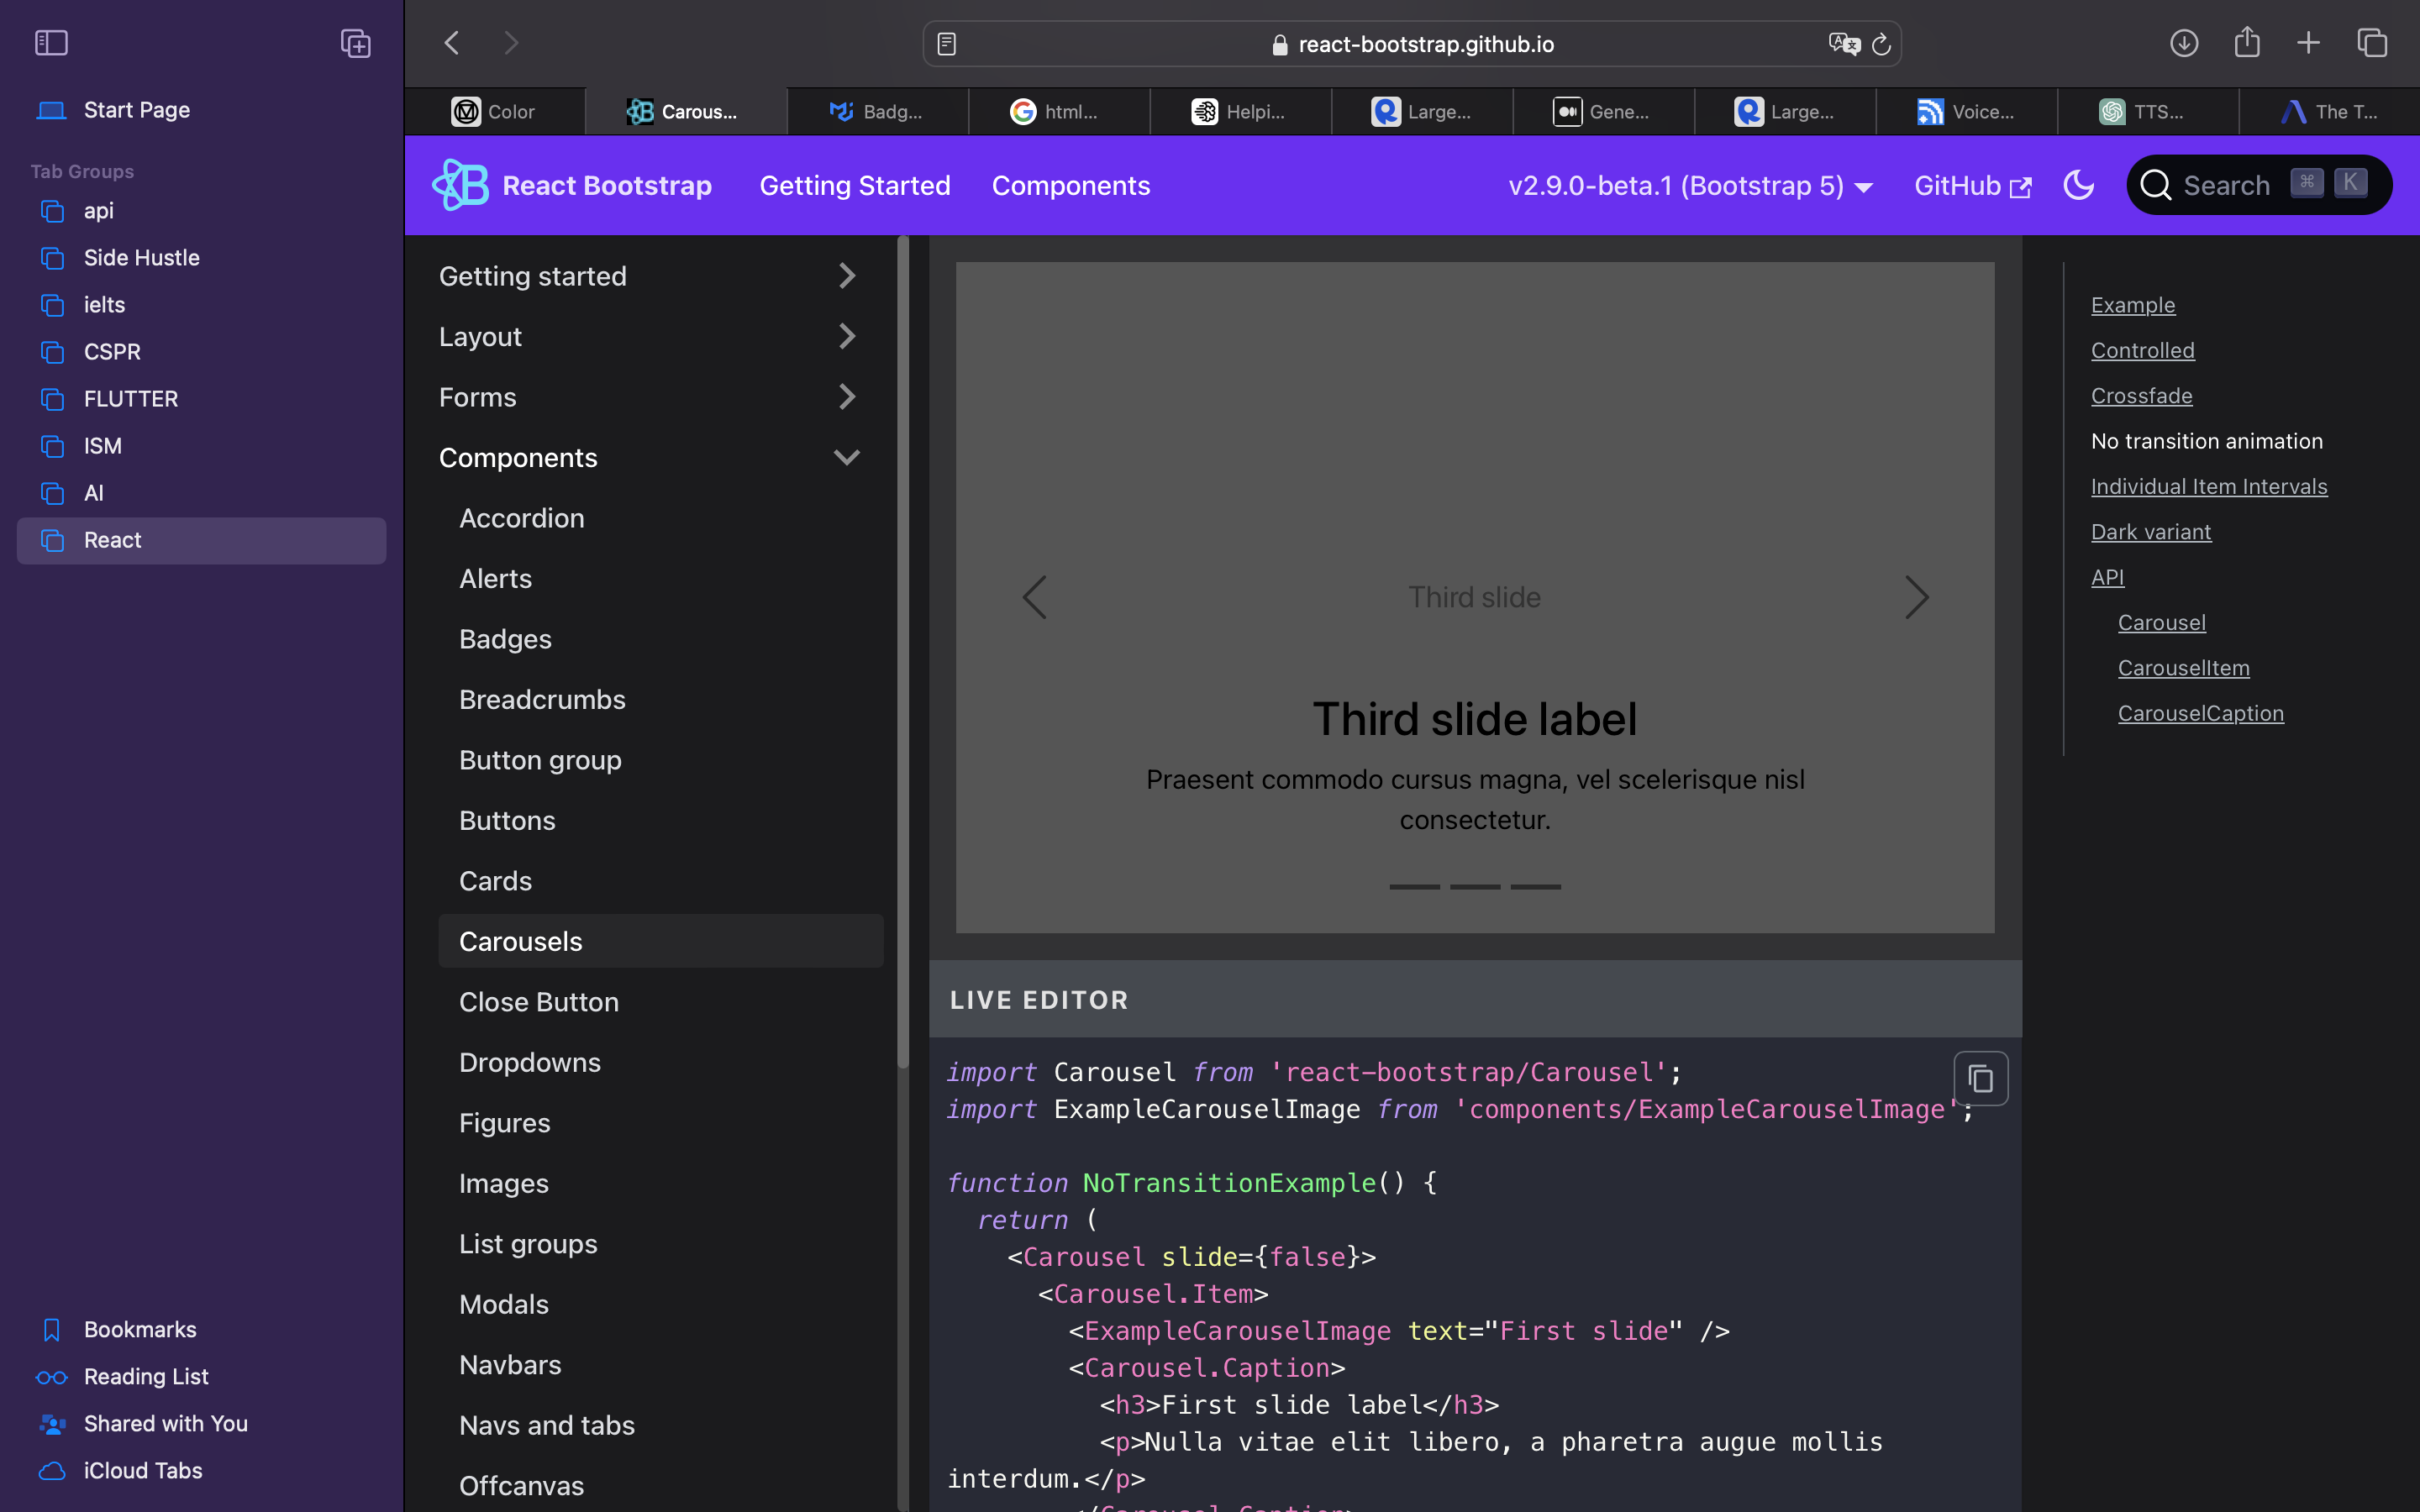 Start Page
Tab Groups
api
Side Hustle
ielts
CSPR
FLUTTER
ISM
AI
React
Bookmarks
Reading List
Shared with You
iCloud Tabs
react-bootstrap.github.io
Color
Carous...
Badg...
html...
Helpi...
Large...
Gene...
Large...
Voice...
TTS...
The T...
React Bootstrap
Getting Started
Components
v2.9.0-beta.1 (Bootstrap 5)
GitHub
Search ⌘ K
Getting started
Layout
Forms
Components
Accordion
Alerts
Badges
Breadcrumbs
Button group
Buttons
Cards
Carousels
Close Button
Dropdowns
Figures
Images
List groups
Modals
Navbars
Navs and tabs
Offcanvas
Third slide
Third slide label
Praesent commodo cursus magna, vel scelerisque nisl
consectetur.
LIVE EDITOR
import Carousel from 'react-bootstrap/Carousel';
import ExampleCarouselImage from 'components/ExampleCarouselImage';
function NoTransitionExample() {
return (
<Carousel slide={false}>
<Carousel.Item>
<ExampleCarouselImage text="First slide" />
<Carousel.Caption>
<h3>First slide label</h3>
<p>Nulla vitae elit libero, a pharetra augue mollis
interdum.</p>
</Carousel.Caption>
Example
Controlled
Crossfade
No transition animation
Individual Item Intervals
Dark variant
API
Carousel
CarouselItem
CarouselCaption